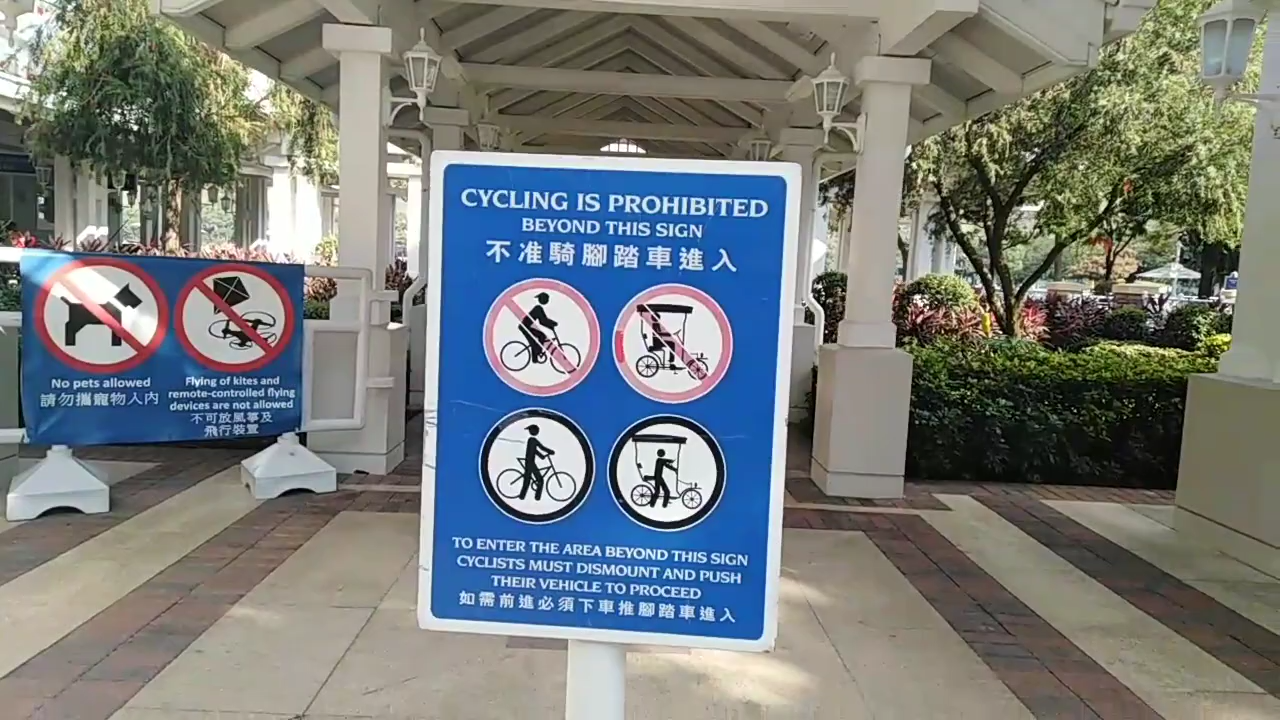 CYCLING IS PROHIBITED
BEYOND THIS SIGN
不准騎腳踏車進入
TO ENTER THE AREA BEYOND THIS SIGN
CYCLISTS MUST DISMOUNT AND PUSH
THEIR VEHICLE TO PROCEED
如需前進必須下車推腳踏車進入
No pets allowed
請勿攜寵物入內
Flying of kites and
remote-controlled flying
devices are not allowed
不可放風箏及
飛行裝置